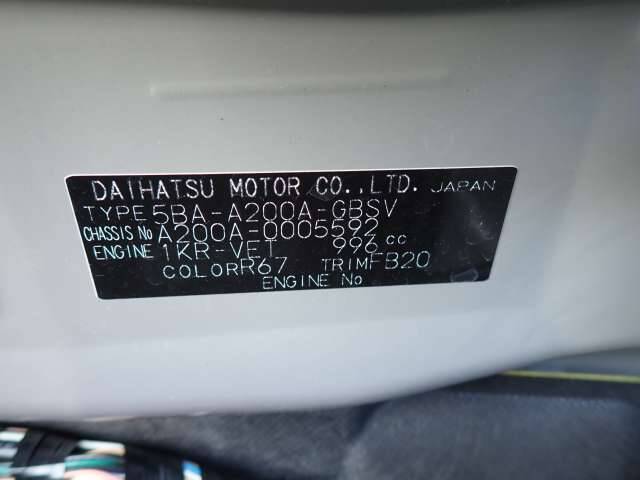 DAIHATSU MOTOR CO.,LTD. JAPAN
TYPE 5BA-A200A-GBSV
CHASSIS No A200A-0005592
ENGINE 1KR-VET 996 cc
COLOR R67 TRIM FB20
ENGINE No